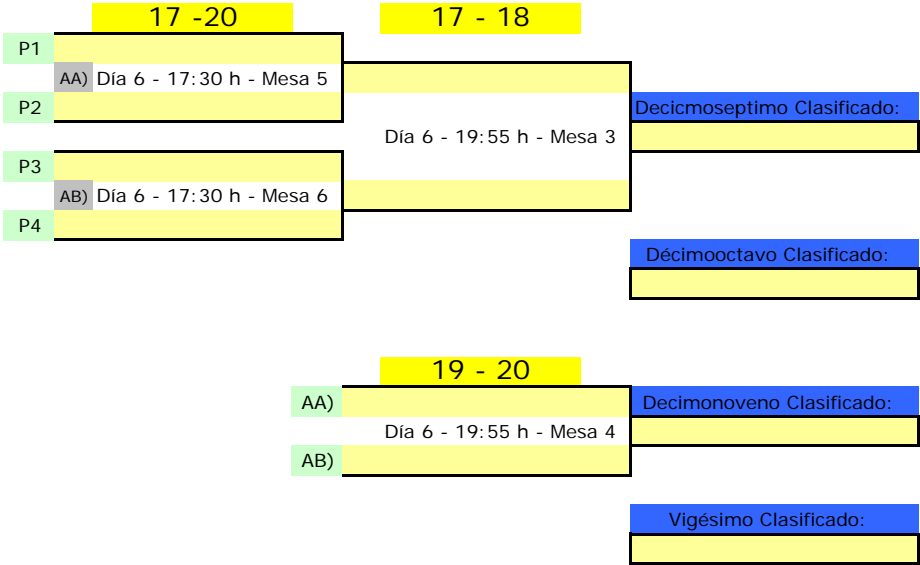 17 -20
17 - 18
P1
AA) Día 6 - 17:30 h - Mesa 5
P2
Decicmoseptimo Clasificado:
Día 6 - 19:55 h - Mesa 3
P3
AB) Día 6 - 17:30 h - Mesa 6
P4
Décimooctavo Clasificado:
19 - 20
AA)
Decimonoveno Clasificado:
Día 6 - 19:55 h - Mesa 4
AB)
Vigésimo Clasificado: